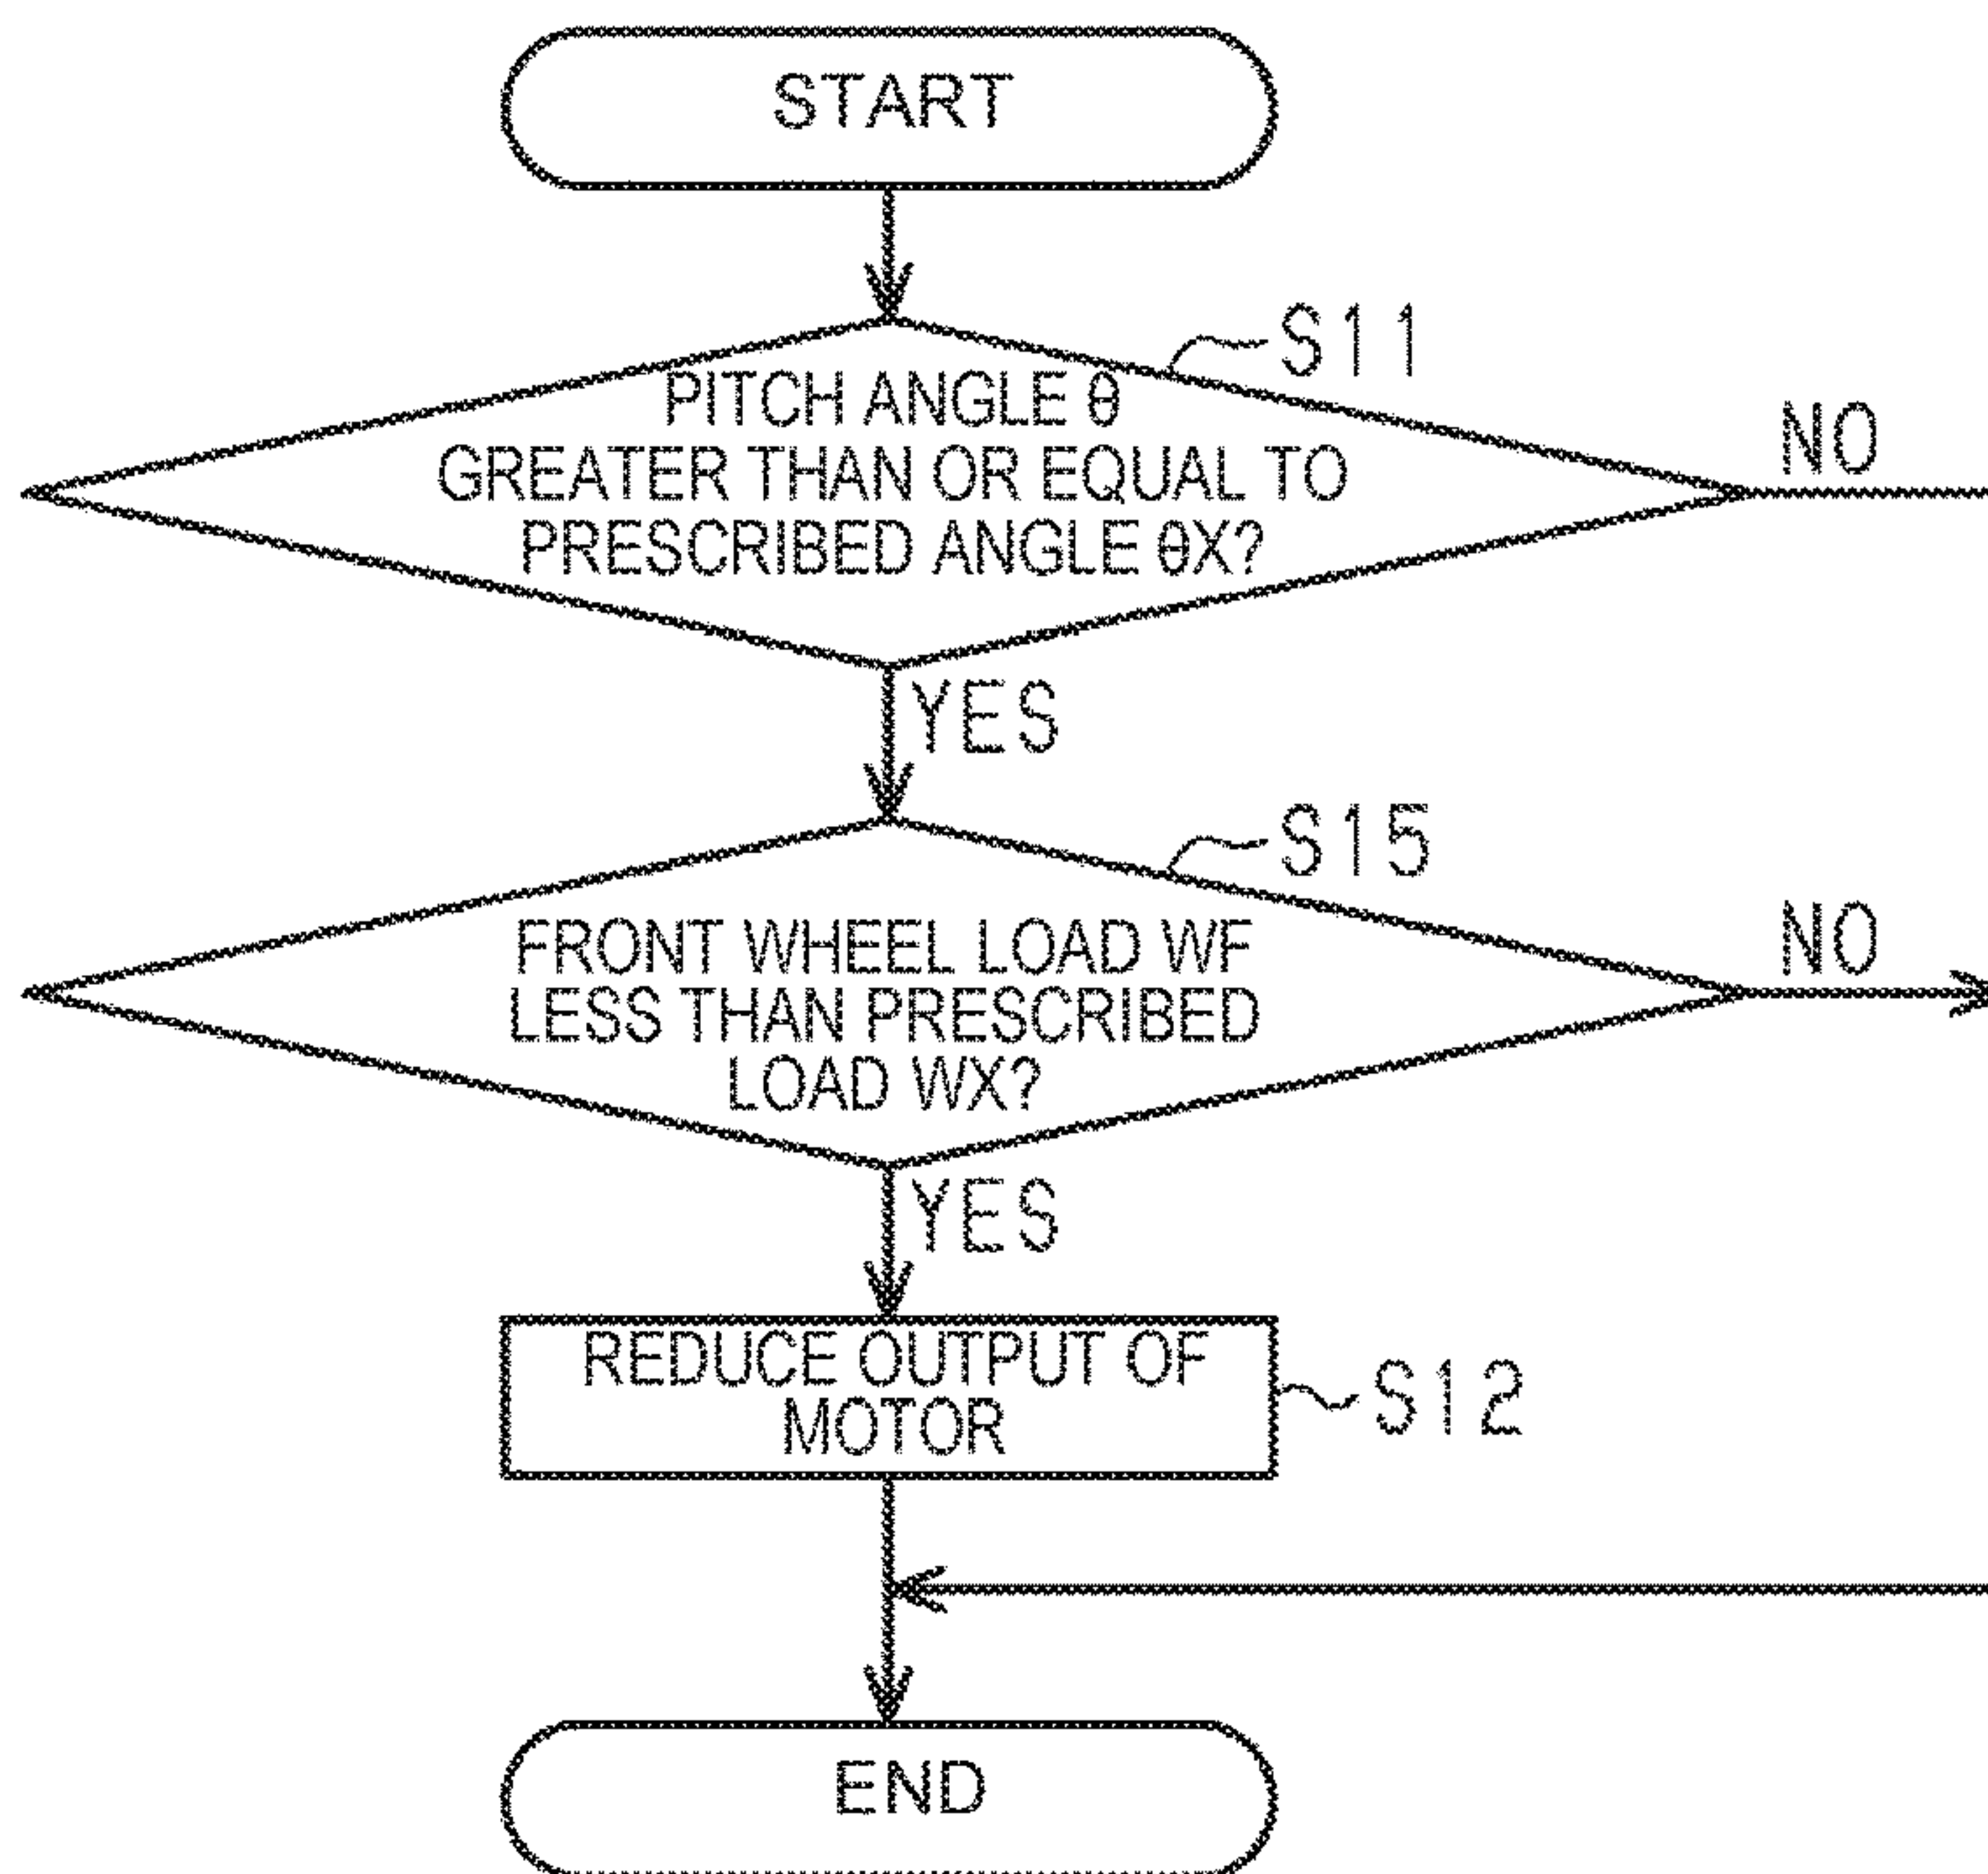 START
S11
PITCH ANGLE θ
GREATER THAN OR EQUAL TO
PRESCRIBED ANGLE θX?
NO
YES
S15
FRONT WHEEL LOAD WF
LESS THAN PRESCRIBED
LOAD WX?
NO
YES
REDUCE OUTPUT OF
MOTOR
S12
END